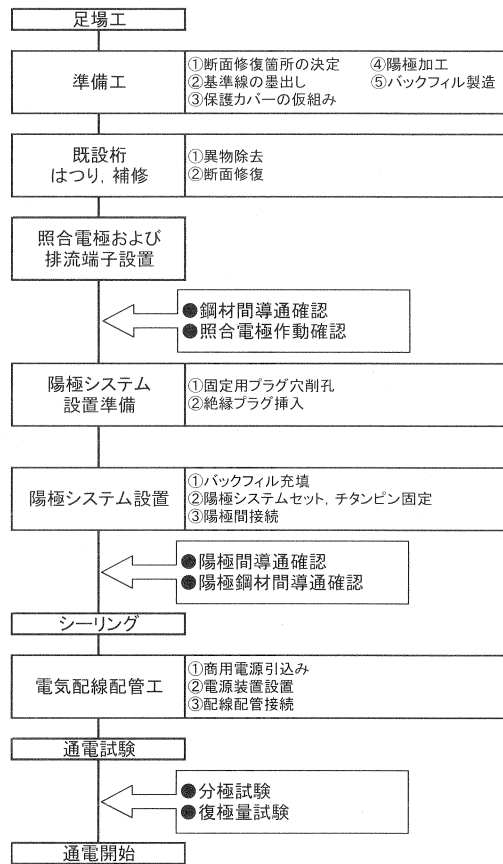 足場工
準備工
①断面修復箇所の決定 ④陽極加工
②基準線の墨出し ⑤バックフィル製造
③保護カバーの仮組み
既設桁
はつり, 補修
①異物除去
②断面修復
照合電極および
排流端子設置
●鋼材間導通確認
●照合電極作動確認
陽極システム
設置準備
①固定用プラグ穴削孔
②絶縁プラグ挿入
陽極システム設置
①バックフィル充填
②陽極システムセット, チタンピン固定
③陽極間接続
●陽極間導通確認
●陽極鋼材間導通確認
シーリング
電気配線配管工
①商用電源引込み
②電源装置設置
③配線配管接続
通電試験
●分極試験
●復極量試験
通電開始